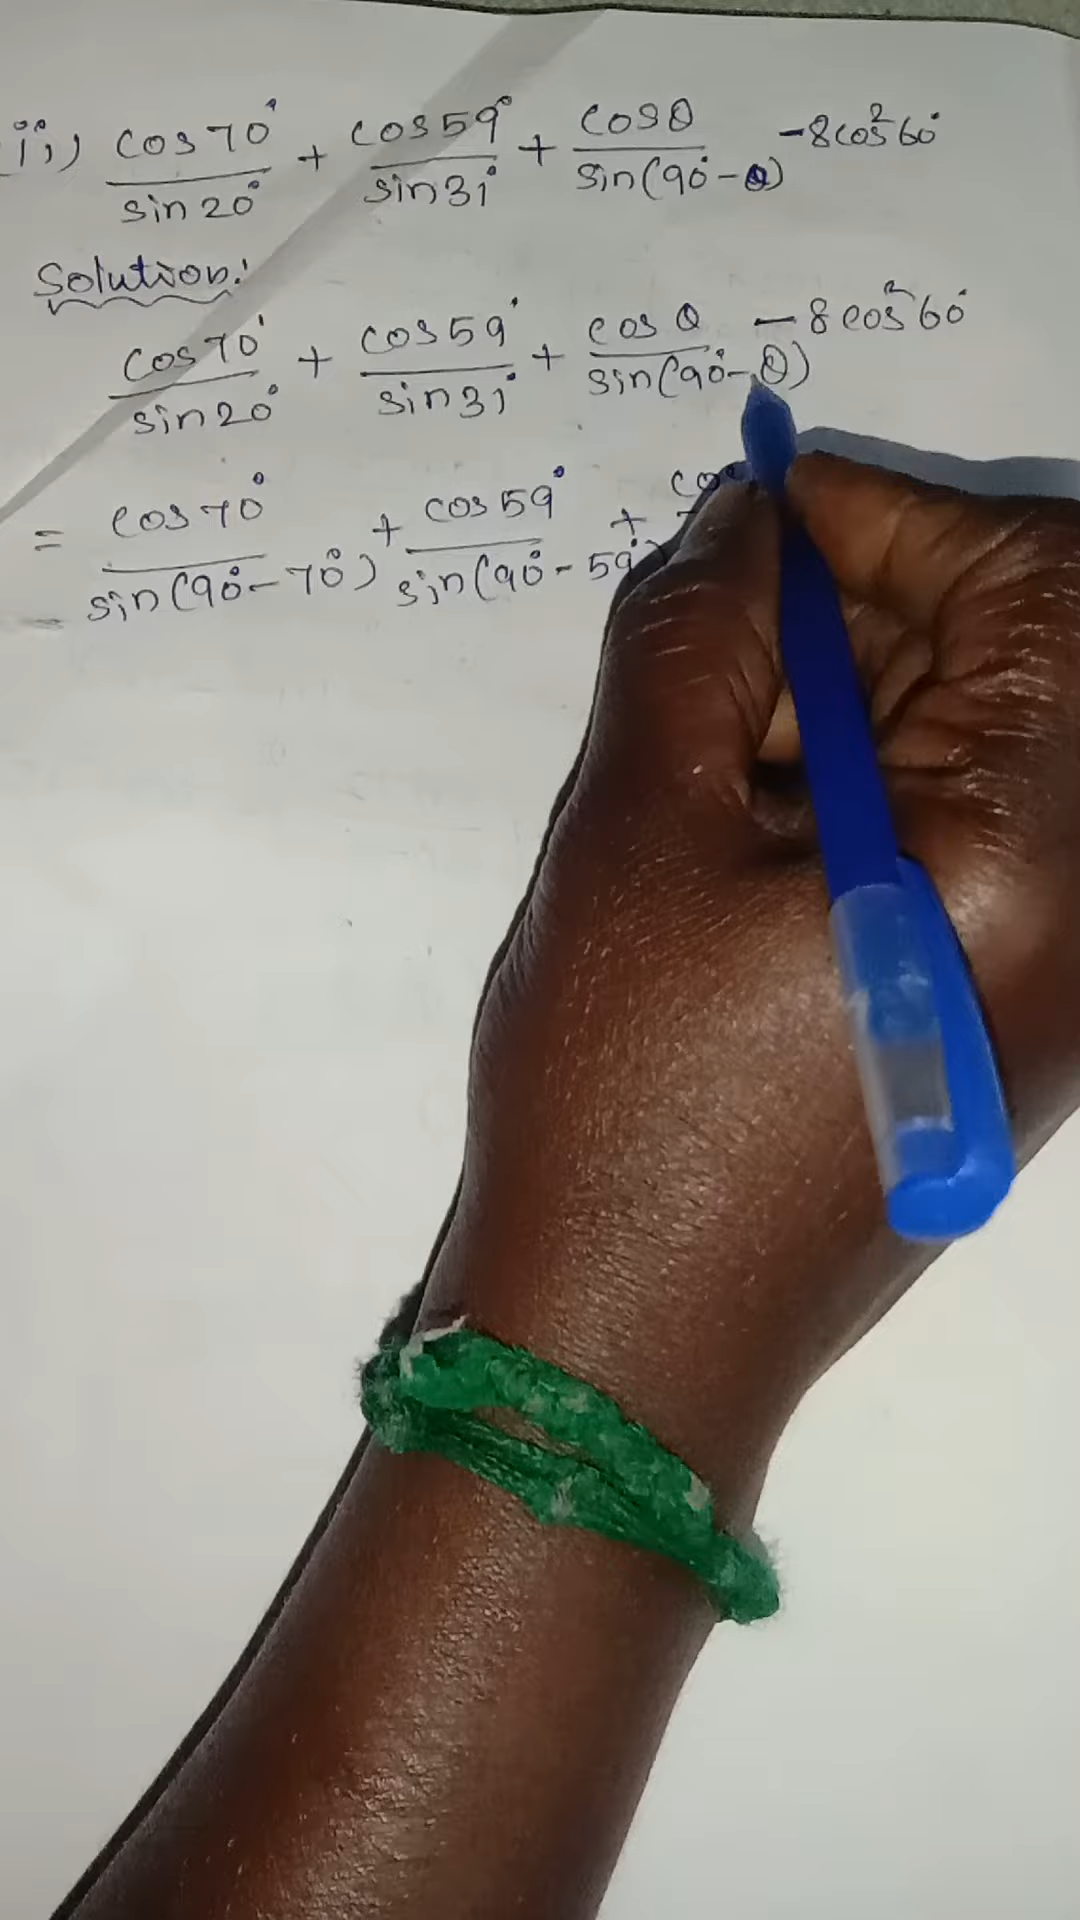 ii) cos70° / sin20° + cos59° / sin31° + cosθ / sin(90°-θ) -8cos²60°
Solution:
cos70° / sin20° + cos59° / sin31° + cosθ / sin(90°-θ) -8cos²60°
= cos70° / sin(90°-70°) + cos59° / sin(90°-59°) +